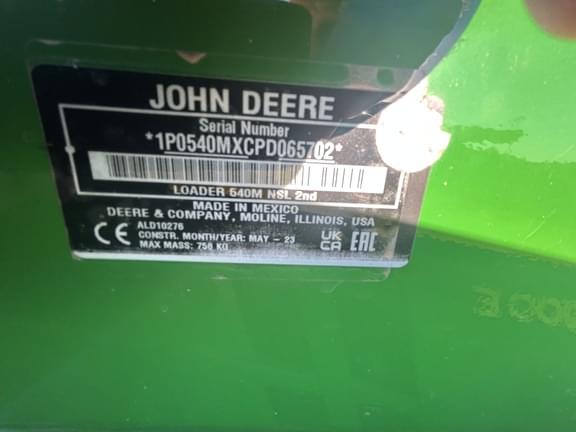 JOHN DEERE
Serial Number
*1P0540MXCPD065702*
LOADER 540M NSL 2nd
MADE IN MEXICO
DEERE & COMPANY, MOLINE, ILLINOIS, USA
ALD10276
CE CONSTR. MONTH/YEAR: MAY - 23 UK CA EAC
MAX MASS: 758 KG